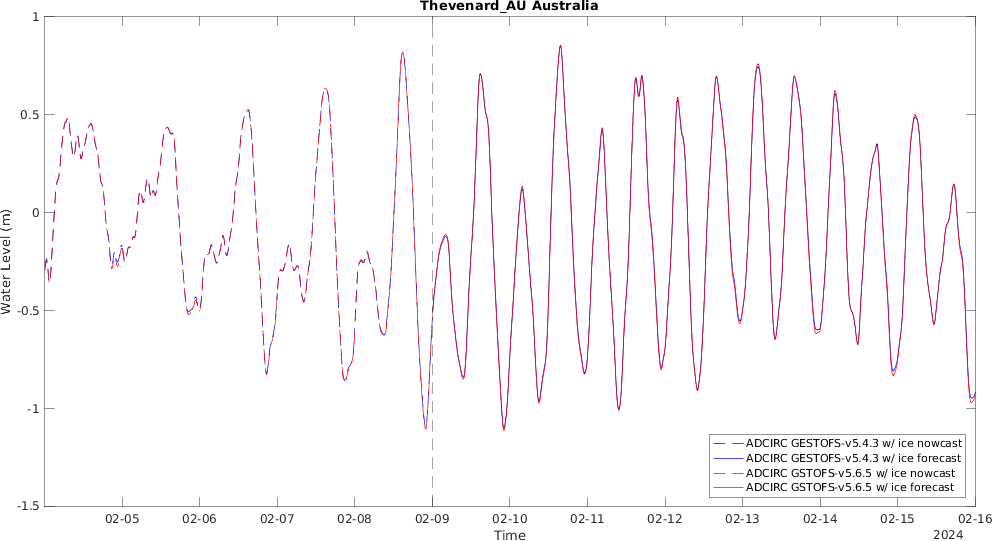 Thevenard_AU Australia
1
0.5
0
-0.5
-1
-1.5
Water Level (m)
ADCIRC GESTOFS-v5.4.3 w/ ice nowcast
ADCIRC GESTOFS-v5.4.3 w/ ice forecast
ADCIRC GSTOFS-v5.6.5 w/ ice nowcast
ADCIRC GSTOFS-v5.6.5 w/ ice forecast
02-05 02-06 02-07 02-08 02-09 02-10 02-11 02-12 02-13 02-14 02-15 02-16
Time
2024